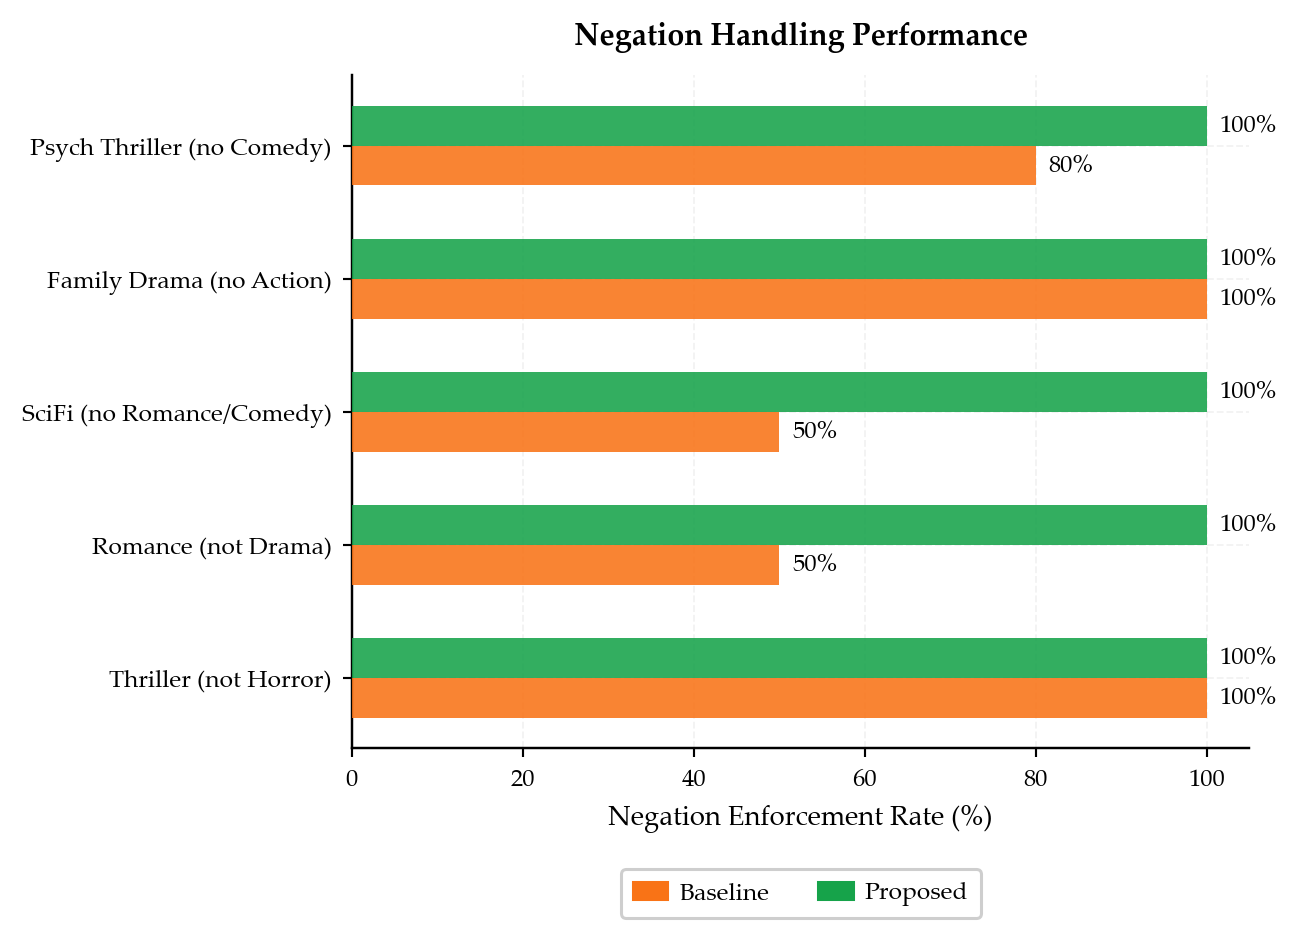 Negation Handling Performance
Psych Thriller (no Comedy)
100%
80%
Family Drama (no Action)
100%
100%
SciFi (no Romance/Comedy)
100%
50%
Romance (not Drama)
100%
50%
Thriller (not Horror)
100%
100%
0 20 40 60 80 100
Negation Enforcement Rate (%)
Baseline Proposed